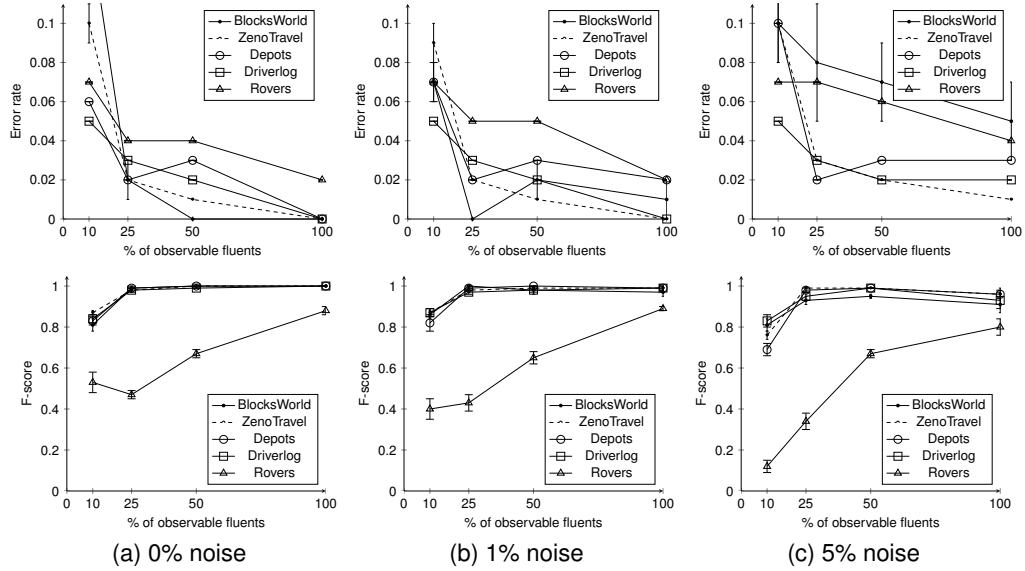 0.1
0.08
0.06
0.04
0.02
0
Error rate
0 10 25 50 100
% of observable fluents
BlocksWorld
ZenoTravel
Depots
Driverlog
Rovers
0.1
0.08
0.06
0.04
0.02
0
Error rate
0 10 25 50 100
% of observable fluents
BlocksWorld
ZenoTravel
Depots
Driverlog
Rovers
0.1
0.08
0.06
0.04
0.02
0
Error rate
0 10 25 50 100
% of observable fluents
BlocksWorld
ZenoTravel
Depots
Driverlog
Rovers
1
0.8
0.6
0.4
0.2
0
F-score
0 10 25 50 100
% of observable fluents
BlocksWorld
ZenoTravel
Depots
Driverlog
Rovers
1
0.8
0.6
0.4
0.2
0
F-score
0 10 25 50 100
% of observable fluents
BlocksWorld
ZenoTravel
Depots
Driverlog
Rovers
1
0.8
0.6
0.4
0.2
0
F-score
0 10 25 50 100
% of observable fluents
BlocksWorld
ZenoTravel
Depots
Driverlog
Rovers
(a) 0% noise
(b) 1% noise
(c) 5% noise